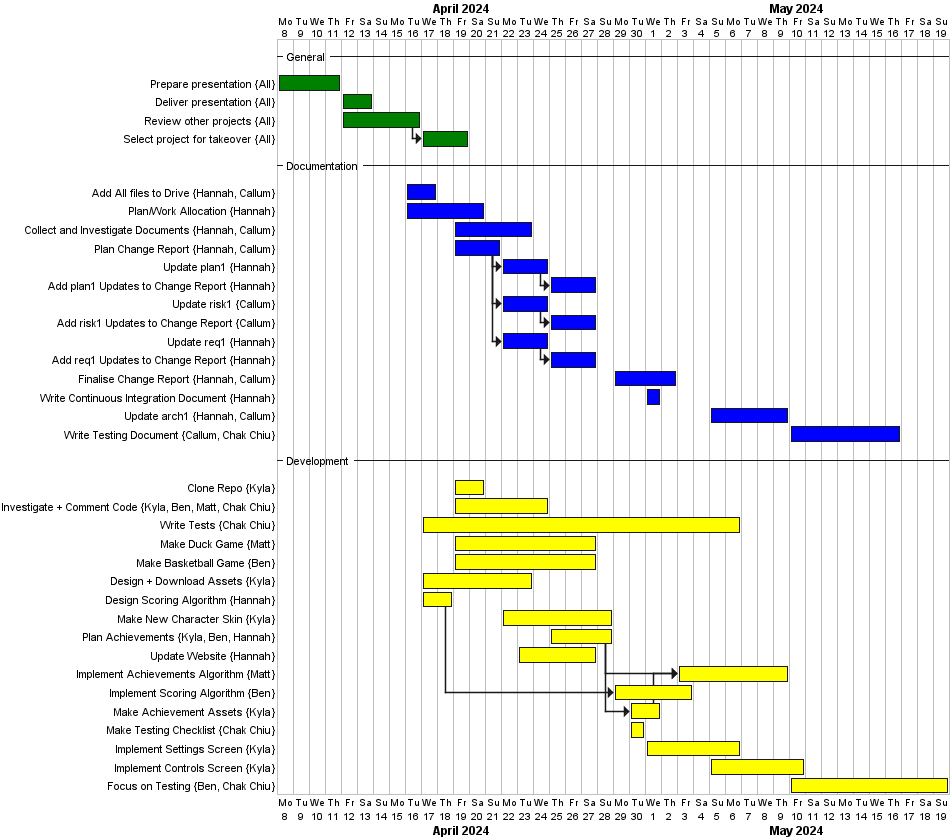 April 2024 May 2024
Mo Tu We Th Fr Sa Su Mo Tu We Th Fr Sa Su Mo Tu We Th Fr Sa Su Mo Tu We Th Fr Sa Su Mo Tu We Th Fr Sa Su Mo Tu We Th Fr Sa Su
8 9 10 11 12 13 14 15 16 17 18 19 20 21 22 23 24 25 26 27 28 29 30 1 2 3 4 5 6 7 8 9 10 11 12 13 14 15 16 17 18 19
General
Prepare presentation {All}
Deliver presentation {All}
Review other projects {All}
Select project for takeover {All}
Documentation
Add All files to Drive {Hannah, Callum}
Plan/Work Allocation {Hannah}
Collect and Investigate Documents {Hannah, Callum}
Plan Change Report {Hannah, Callum}
Update plan1 {Hannah}
Add plan1 Updates to Change Report {Hannah}
Update risk1 {Callum}
Add risk1 Updates to Change Report {Callum}
Update req1 {Hannah}
Add req1 Updates to Change Report {Hannah}
Finalise Change Report {Hannah, Callum}
Write Continuous Integration Document {Hannah}
Update arch1 {Hannah, Callum}
Write Testing Document {Callum, Chak Chiu}
Development
Clone Repo {Kyla}
Investigate + Comment Code {Kyla, Ben, Matt, Chak Chiu}
Write Tests {Chak Chiu}
Make Duck Game {Matt}
Make Basketball Game {Ben}
Design + Download Assets {Kyla}
Design Scoring Algorithm {Hannah}
Make New Character Skin {Kyla}
Plan Achievements {Kyla, Ben, Hannah}
Update Website {Hannah}
Implement Achievements Algorithm {Matt}
Implement Scoring Algorithm {Ben}
Make Achievement Assets {Kyla}
Make Testing Checklist {Chak Chiu}
Implement Settings Screen {Kyla}
Implement Controls Screen {Kyla}
Focus on Testing {Ben, Chak Chiu}
Mo Tu We Th Fr Sa Su Mo Tu We Th Fr Sa Su Mo Tu We Th Fr Sa Su Mo Tu We Th Fr Sa Su Mo Tu We Th Fr Sa Su Mo Tu We Th Fr Sa Su
8 9 10 11 12 13 14 15 16 17 18 19 20 21 22 23 24 25 26 27 28 29 30 1 2 3 4 5 6 7 8 9 10 11 12 13 14 15 16 17 18 19
April 2024 May 2024